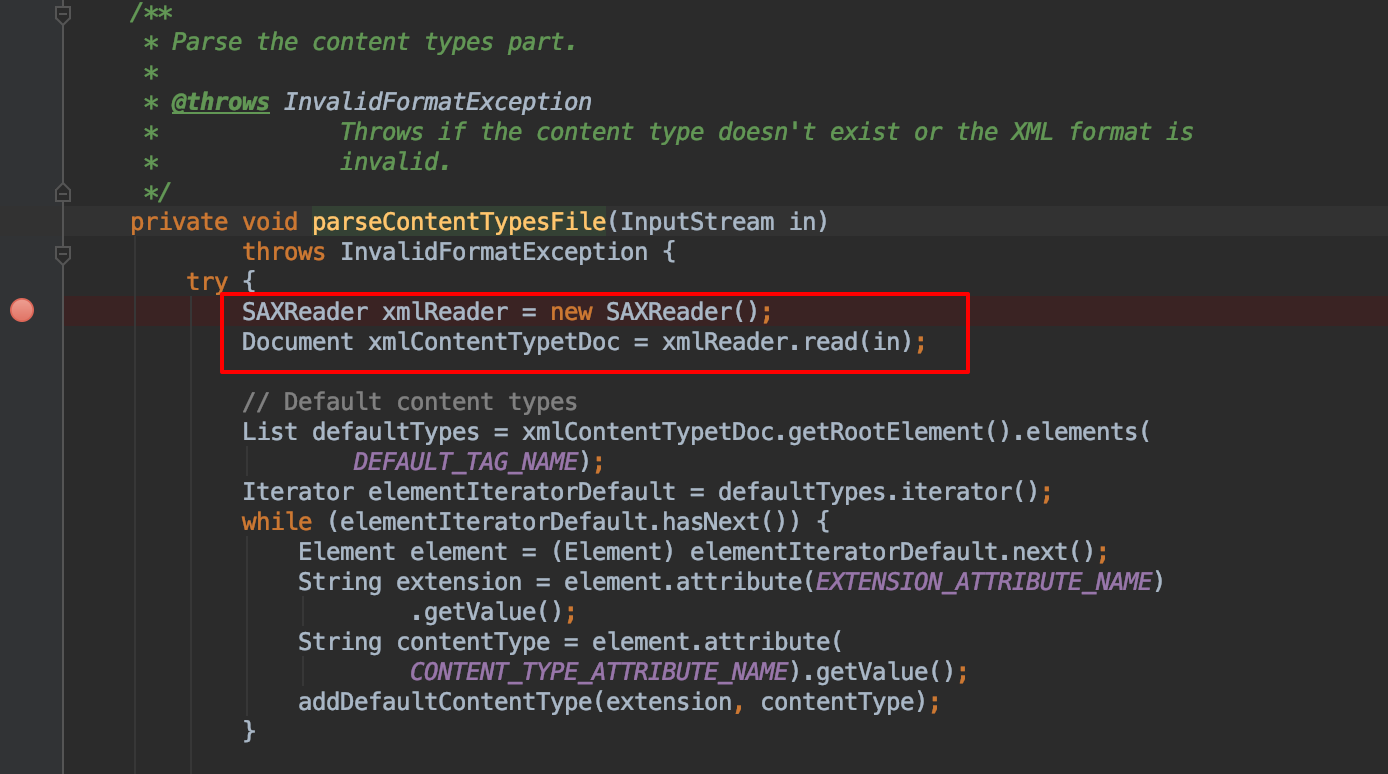 /**
* Parse the content types part.
*
* @throws InvalidFormatException
* Throws if the content type doesn't exist or the XML format is
* invalid.
*/
private void parseContentTypesFile(InputStream in)
throws InvalidFormatException {
try {
SAXReader xmlReader = new SAXReader();
Document xmlContentTypetDoc = xmlReader.read(in);
// Default content types
List defaultTypes = xmlContentTypetDoc.getRootElement().elements(
DEFAULT_TAG_NAME);
Iterator elementIteratorDefault = defaultTypes.iterator();
while (elementIteratorDefault.hasNext()) {
Element element = (Element) elementIteratorDefault.next();
String extension = element.attribute(EXTENSION_ATTRIBUTE_NAME)
.getValue();
String contentType = element.attribute(
CONTENT_TYPE_ATTRIBUTE_NAME).getValue();
addDefaultContentType(extension, contentType);
}